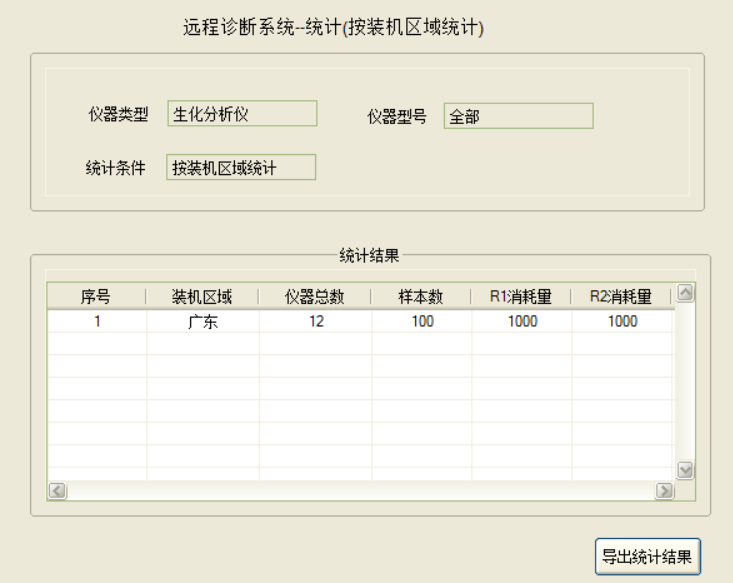 远程诊断系统--统计(按装机区域统计)
仪器类型 生化分析仪 仪器型号 全部
统计条件 按装机区域统计
统计结果
序号 装机区域 仪器总数 样本数 R1消耗量 R2消耗量
1 广东 12 100 1000 1000
导出统计结果